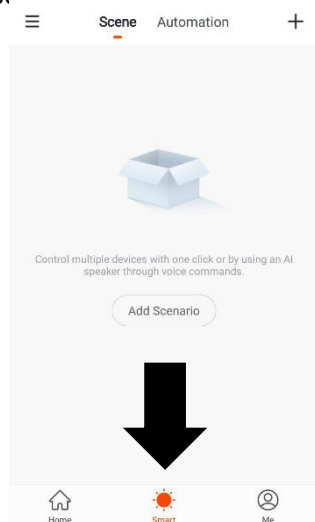 Scene Automation
Control multiple devices with one click or by using an AI
speaker through voice commands.
Add Scenario
Home Smart Me